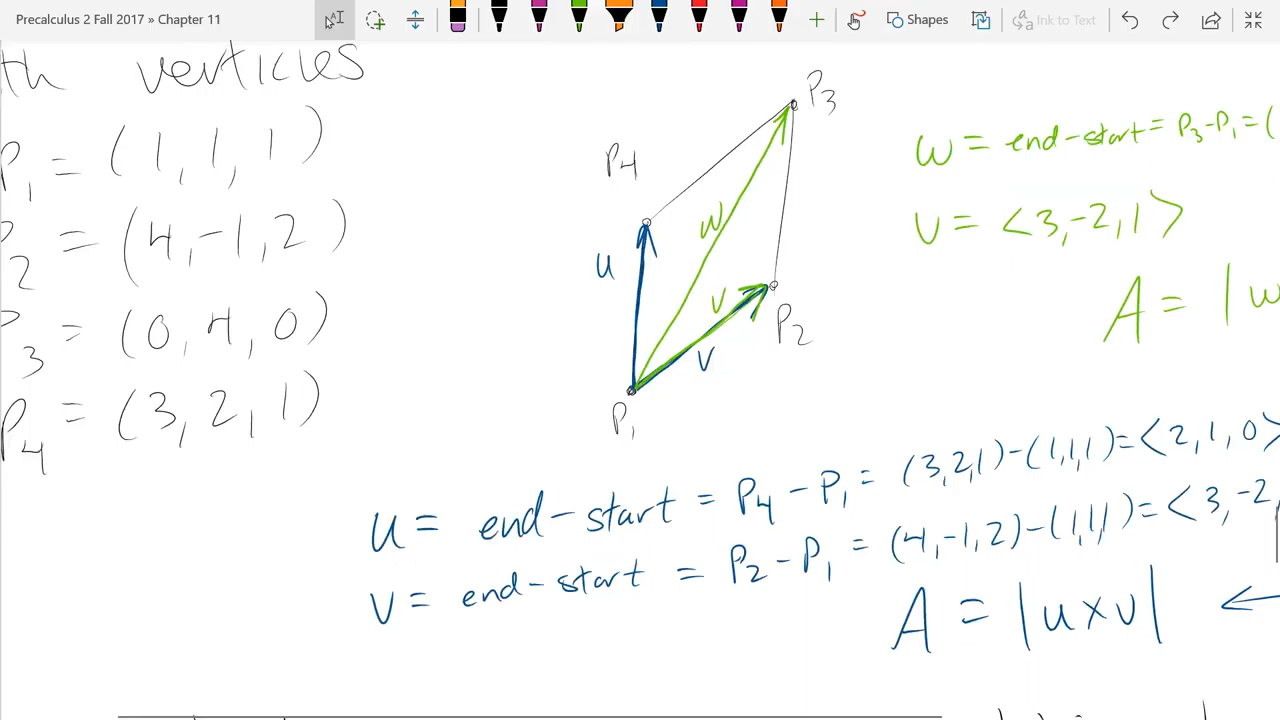 Precalculus 2 Fall 2017 » Chapter 11
Shapes
Ink to Text
th verticies
P1 = (1, 1, 1)
2 = (4, -1, 2)
3 = (0, 4, 0)
P4 = (3, 2, 1)
P3
P4
W
u
V
V
P2
P1
W = end-start = P3-P1 = (
V = <3, -2, 1>
A = | w
u = end-start = P4 - P1 = (3,2,1)-(1,1,1) = <2, 1, 0>
V = end-start = P2 - P1 = (4,-1,2)-(1,1,1) = <3, -2,
A = |u×v| ←